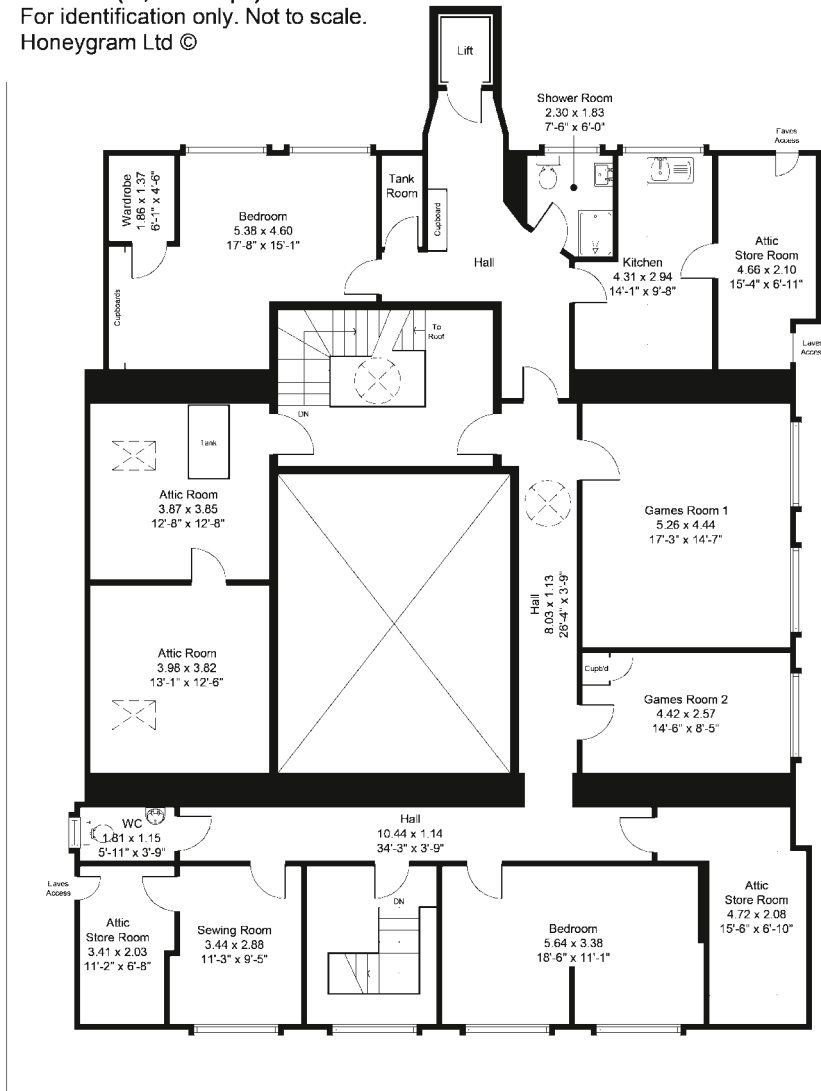 For identification only. Not to scale.
Honeygram Ltd ©
Lift
Shower Room
2.30 x 1.83
7'-6" x 6'-0"
Eaves
Access
Wardrobe
1.86 x 1.37
6'-1" x 4'-6"
Tank
Room
Cupboard
Bedroom
5.38 x 4.60
17'-8" x 15'-1"
Hall
Kitchen
4.31 x 2.94
14'-1" x 9'-8"
Attic
Store Room
4.66 x 2.10
15'-4" x 6'-11"
Cupboards
To
Roof
Eaves
Access
DN
Tank
Attic Room
3.87 x 3.85
12'-8" x 12'-8"
Games Room 1
5.26 x 4.44
17'-3" x 14'-7"
Hall
8.03 x 1.13
26'-4" x 3'-9"
Attic Room
3.98 x 3.82
13'-1" x 12'-6"
Cupb'd
Games Room 2
4.42 x 2.57
14'-6" x 8'-5"
WC
1.81 x 1.15
5'-11" x 3'-9"
Hall
10.44 x 1.14
34'-3" x 3'-9"
Eaves
Access
Attic
Store Room
3.41 x 2.03
11'-2" x 6'-8"
Sewing Room
3.44 x 2.88
11'-3" x 9'-5"
DN
Bedroom
5.64 x 3.38
18'-6" x 11'-1"
Attic
Store Room
4.72 x 2.08
15'-6" x 6'-10"